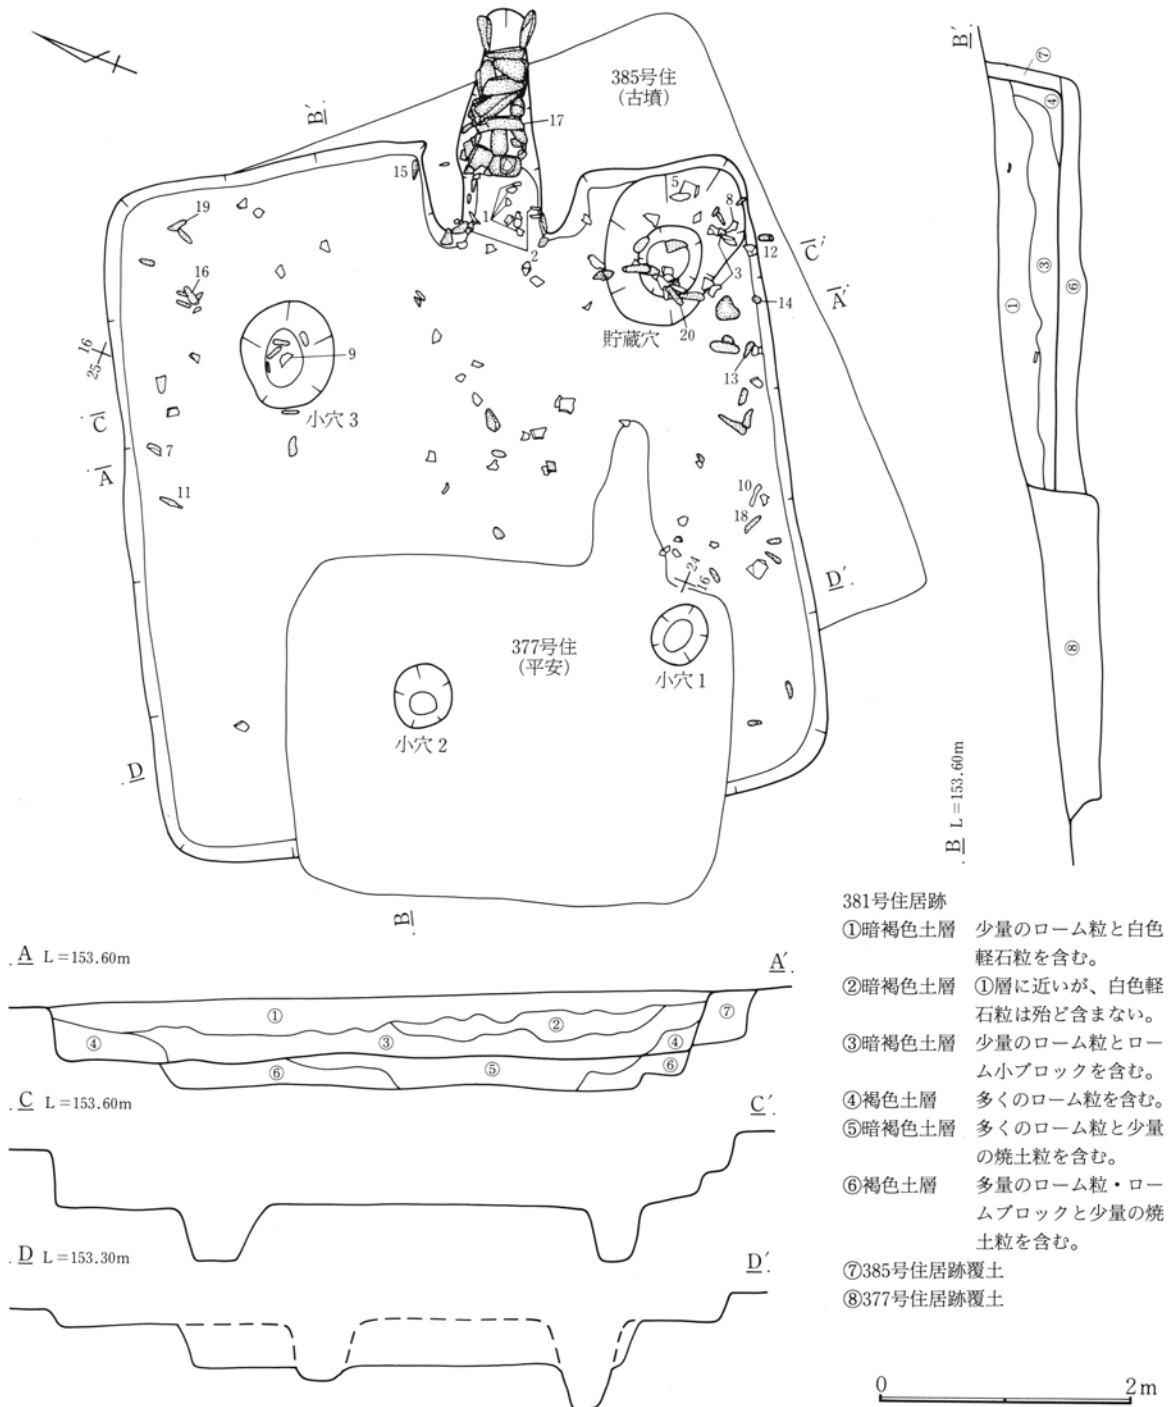 385号住
(古墳)
B′
17
15
1
2
5
8
3
12
C′
A′
14
19
16
9
小穴 3
貯蔵穴
20
13
16
25
C
A
7
11
10
18
24
16
D′
377号住
(平安)
小穴 1
小穴 2
D
B
B′
⑦
④
③
①
⑥
⑧
B L=153.60m
A L=153.60m
A′
①
②
⑦
④
③
④
⑥
⑤
⑥
C L=153.60m
C′
D L=153.30m
D′
381号住居跡
①暗褐色土層 少量のローム粒と白色
軽石粒を含む。
②暗褐色土層 ①層に近いが、白色軽
石粒は殆ど含まない。
③暗褐色土層 少量のローム粒とロー
ム小ブロックを含む。
④褐色土層 多くのローム粒を含む。
⑤暗褐色土層 多くのローム粒と少量
の焼土粒を含む。
⑥褐色土層 多量のローム粒・ロー
ムブロックと少量の焼
土粒を含む。
⑦385号住居跡覆土
⑧377号住居跡覆土
0 2m